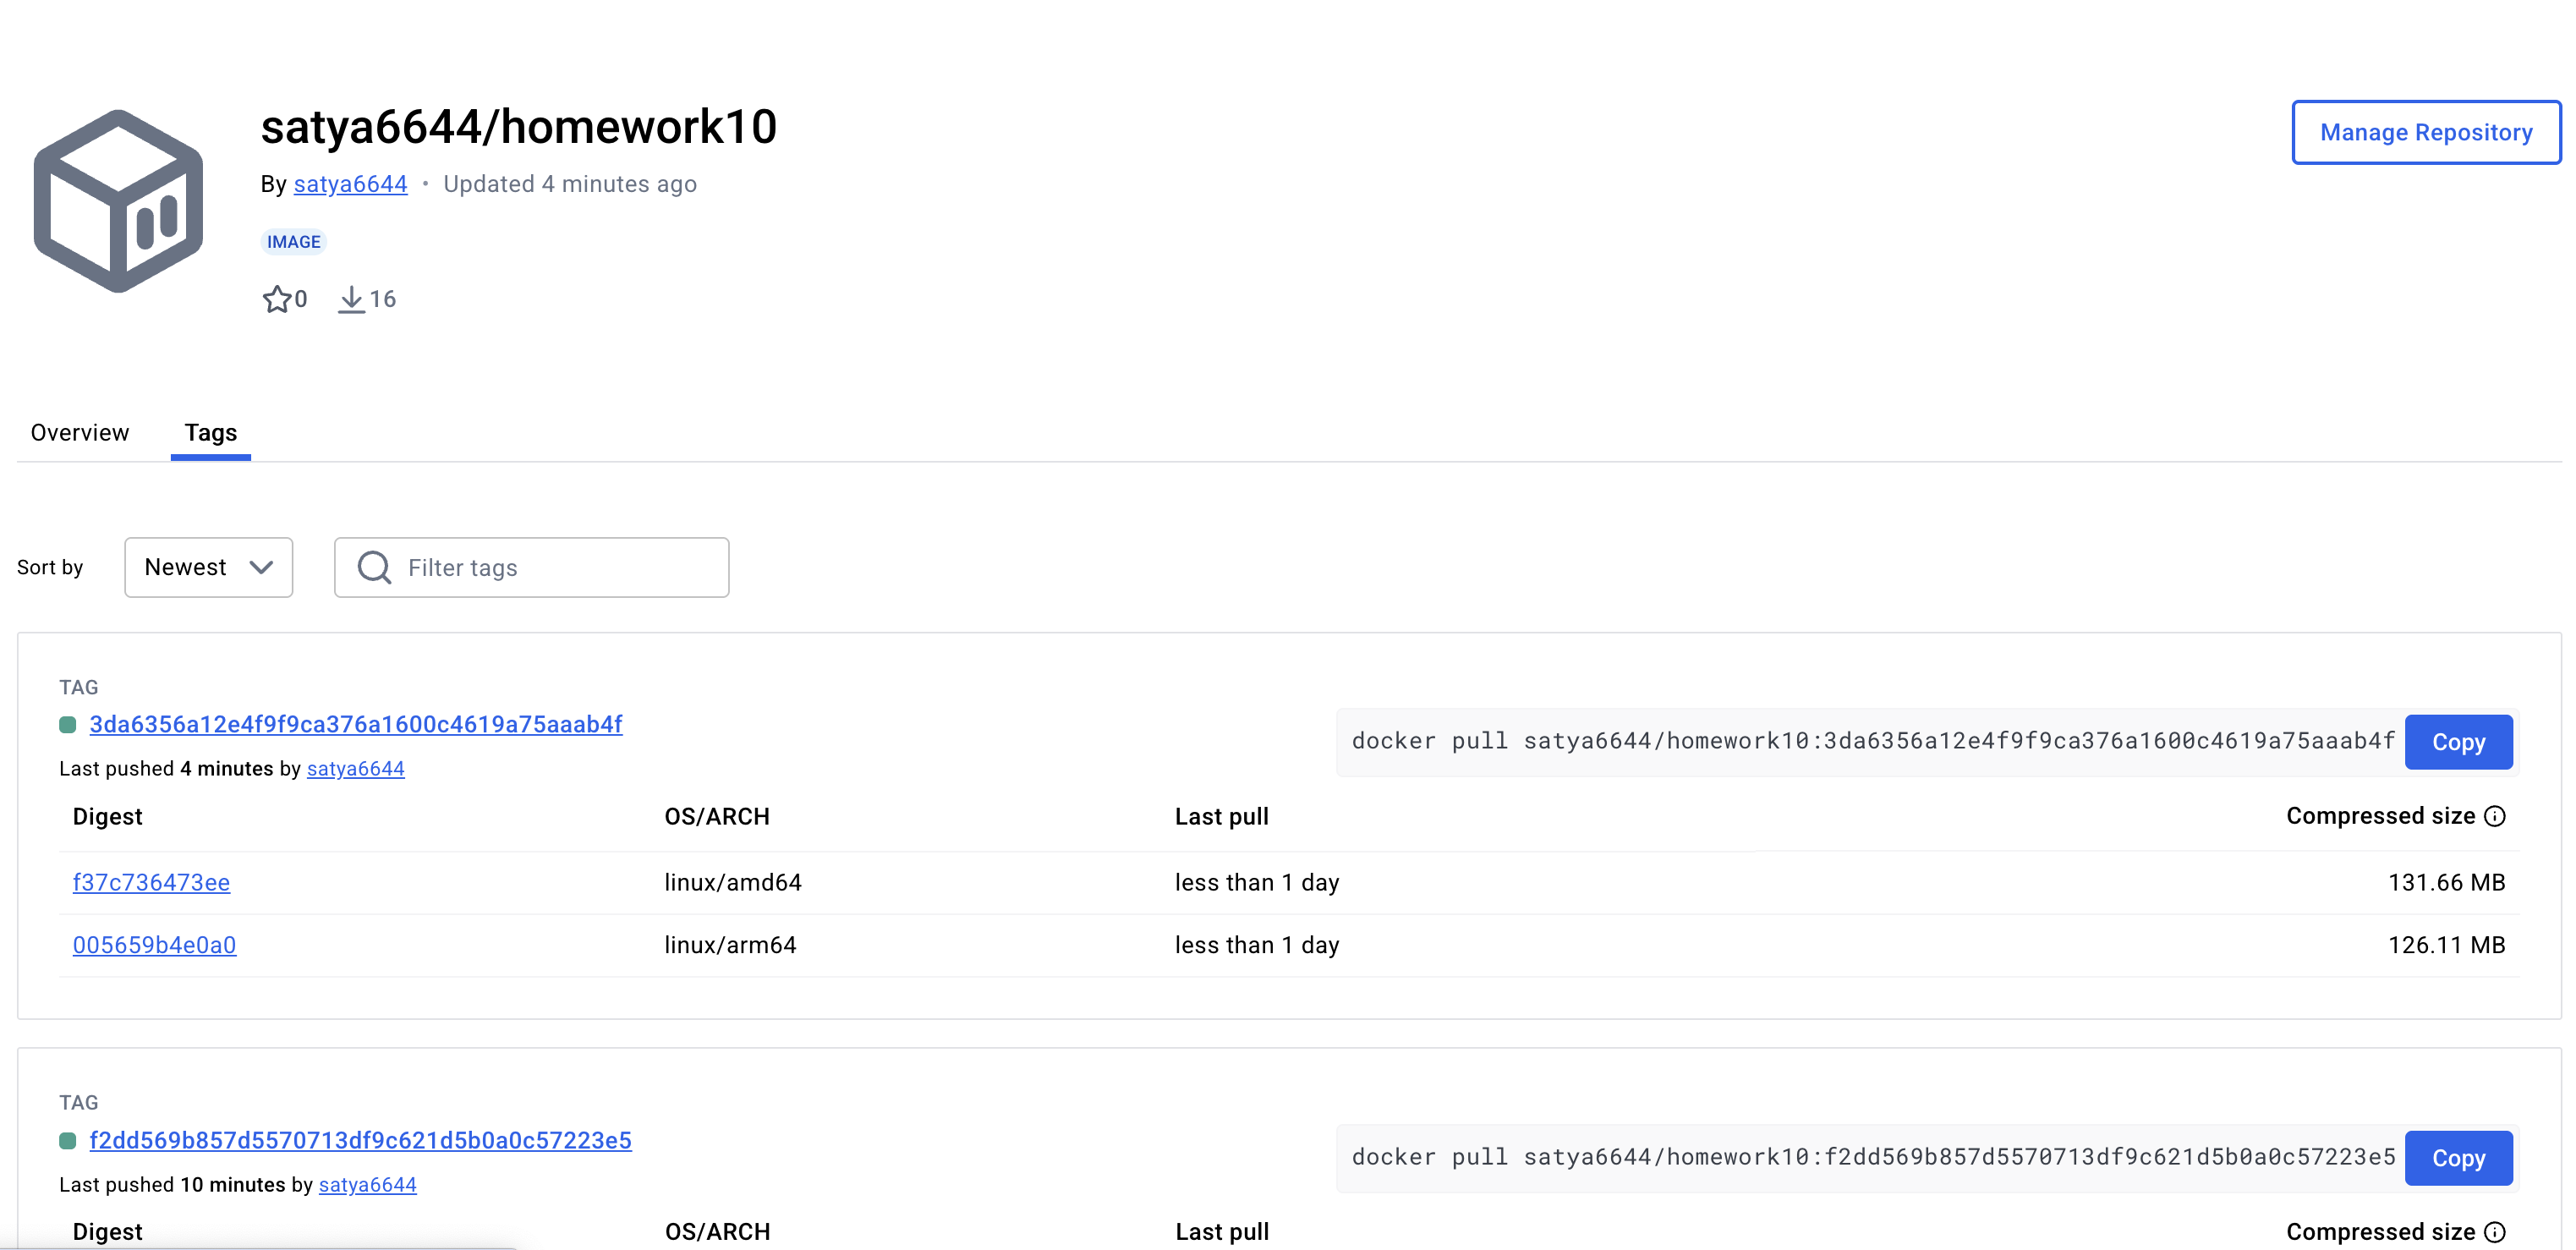 satya6644/homework10
Manage Repository
By satya6644 • Updated 4 minutes ago
IMAGE
0 16
Overview Tags
Sort by Newest Filter tags
TAG
3da6356a12e4f9f9ca376a1600c4619a75aaab4f
docker pull satya6644/homework10:3da6356a12e4f9f9ca376a1600c4619a75aaab4f Copy
Last pushed 4 minutes by satya6644
Digest OS/ARCH Last pull Compressed size
f37c736473ee linux/amd64 less than 1 day 131.66 MB
005659b4e0a0 linux/arm64 less than 1 day 126.11 MB
TAG
f2dd569b857d5570713df9c621d5b0a0c57223e5
docker pull satya6644/homework10:f2dd569b857d5570713df9c621d5b0a0c57223e5 Copy
Last pushed 10 minutes by satya6644
Digest OS/ARCH Last pull Compressed size